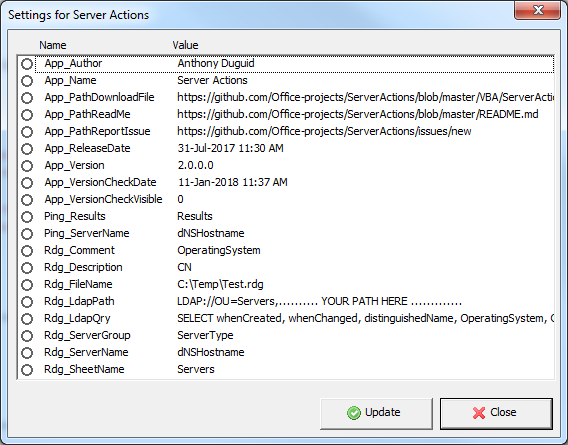 Settings for Server Actions
Name Value
App_Author Anthony Duguid
App_Name Server Actions
App_PathDownloadFile https://github.com/Office-projects/ServerActions/blob/master/VBA/ServerActi
App_PathReadMe https://github.com/Office-projects/ServerActions/blob/master/README.md
App_PathReportIssue https://github.com/Office-projects/ServerActions/issues/new
App_ReleaseDate 31-Jul-2017 11:30 AM
App_Version 2.0.0.0
App_VersionCheckDate 11-Jan-2018 11:37 AM
App_VersionCheckVisible 0
Ping_Results Results
Ping_ServerName dNSHostname
Rdg_Comment OperatingSystem
Rdg_Description CN
Rdg_FileName C:\Temp\Test.rdg
Rdg_LdapPath LDAP://OU=Servers,.......... YOUR PATH HERE .............
Rdg_LdapQry SELECT whenCreated, whenChanged, distinguishedName, OperatingSystem,
Rdg_ServerGroup ServerType
Rdg_ServerName dNSHostname
Rdg_SheetName Servers
Update Close